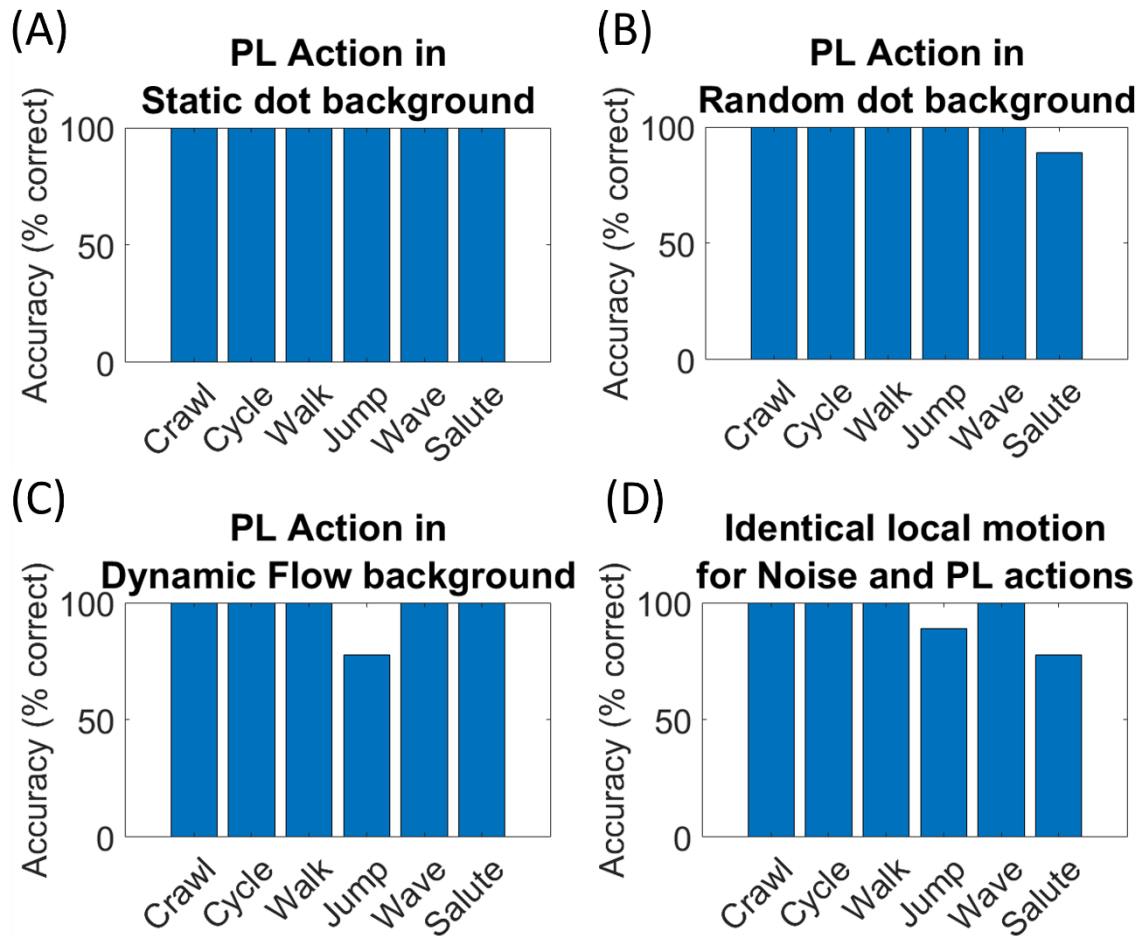 (A)
PL Action in
Static dot background
Accuracy (% correct)
100
50
0
Crawl
Cycle
Walk
Jump
Wave
Salute
(B)
PL Action in
Random dot background
Accuracy (% correct)
100
50
0
Crawl
Cycle
Walk
Jump
Wave
Salute
(C)
PL Action in
Dynamic Flow background
Accuracy (% correct)
100
50
0
Crawl
Cycle
Walk
Jump
Wave
Salute
(D)
Identical local motion
for Noise and PL actions
Accuracy (% correct)
100
50
0
Crawl
Cycle
Walk
Jump
Wave
Salute